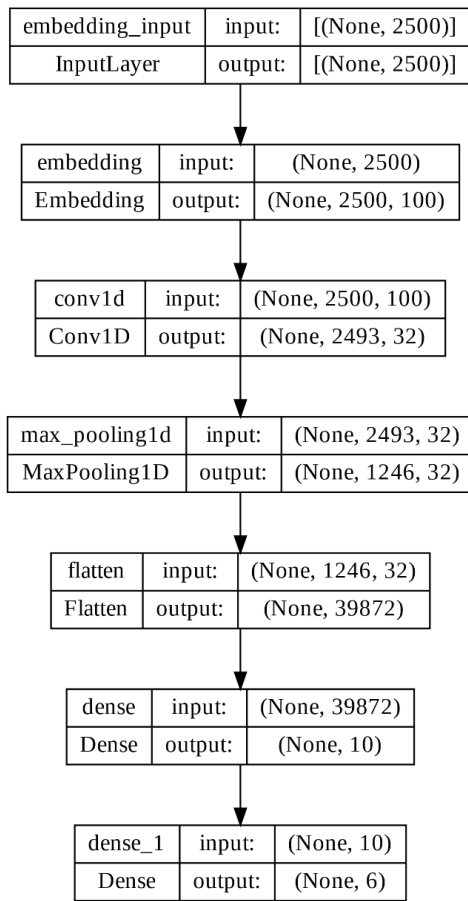 embedding_input input: [(None, 2500)]
InputLayer output: [(None, 2500)]
embedding input: (None, 2500)
Embedding output: (None, 2500, 100)
conv1d input: (None, 2500, 100)
Conv1D output: (None, 2493, 32)
max_pooling1d input: (None, 2493, 32)
MaxPooling1D output: (None, 1246, 32)
flatten input: (None, 1246, 32)
Flatten output: (None, 39872)
dense input: (None, 39872)
Dense output: (None, 10)
dense_1 input: (None, 10)
Dense output: (None, 6)